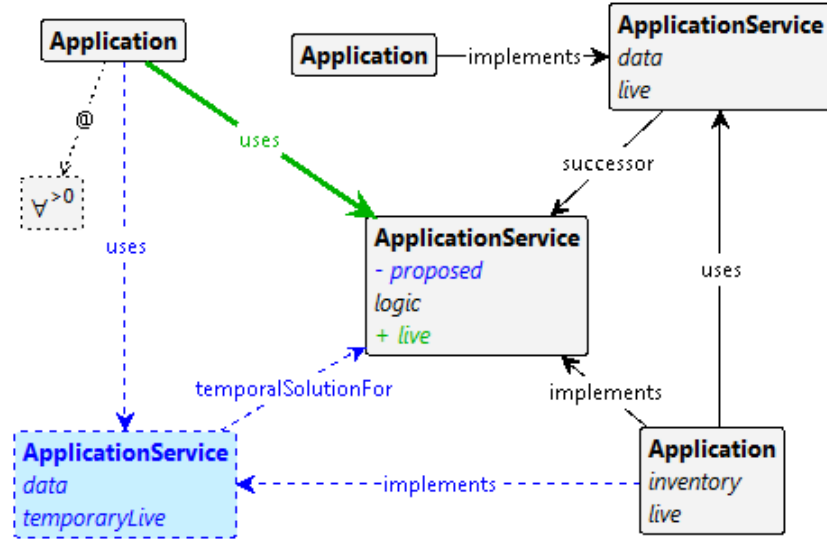 Application
Application
implements
ApplicationService
data
live
@
∀>0
uses
successor
uses
uses
ApplicationService
- proposed
logic
+ live
temporalSolutionFor
implements
ApplicationService
data
temporaryLive
implements
Application
inventory
live